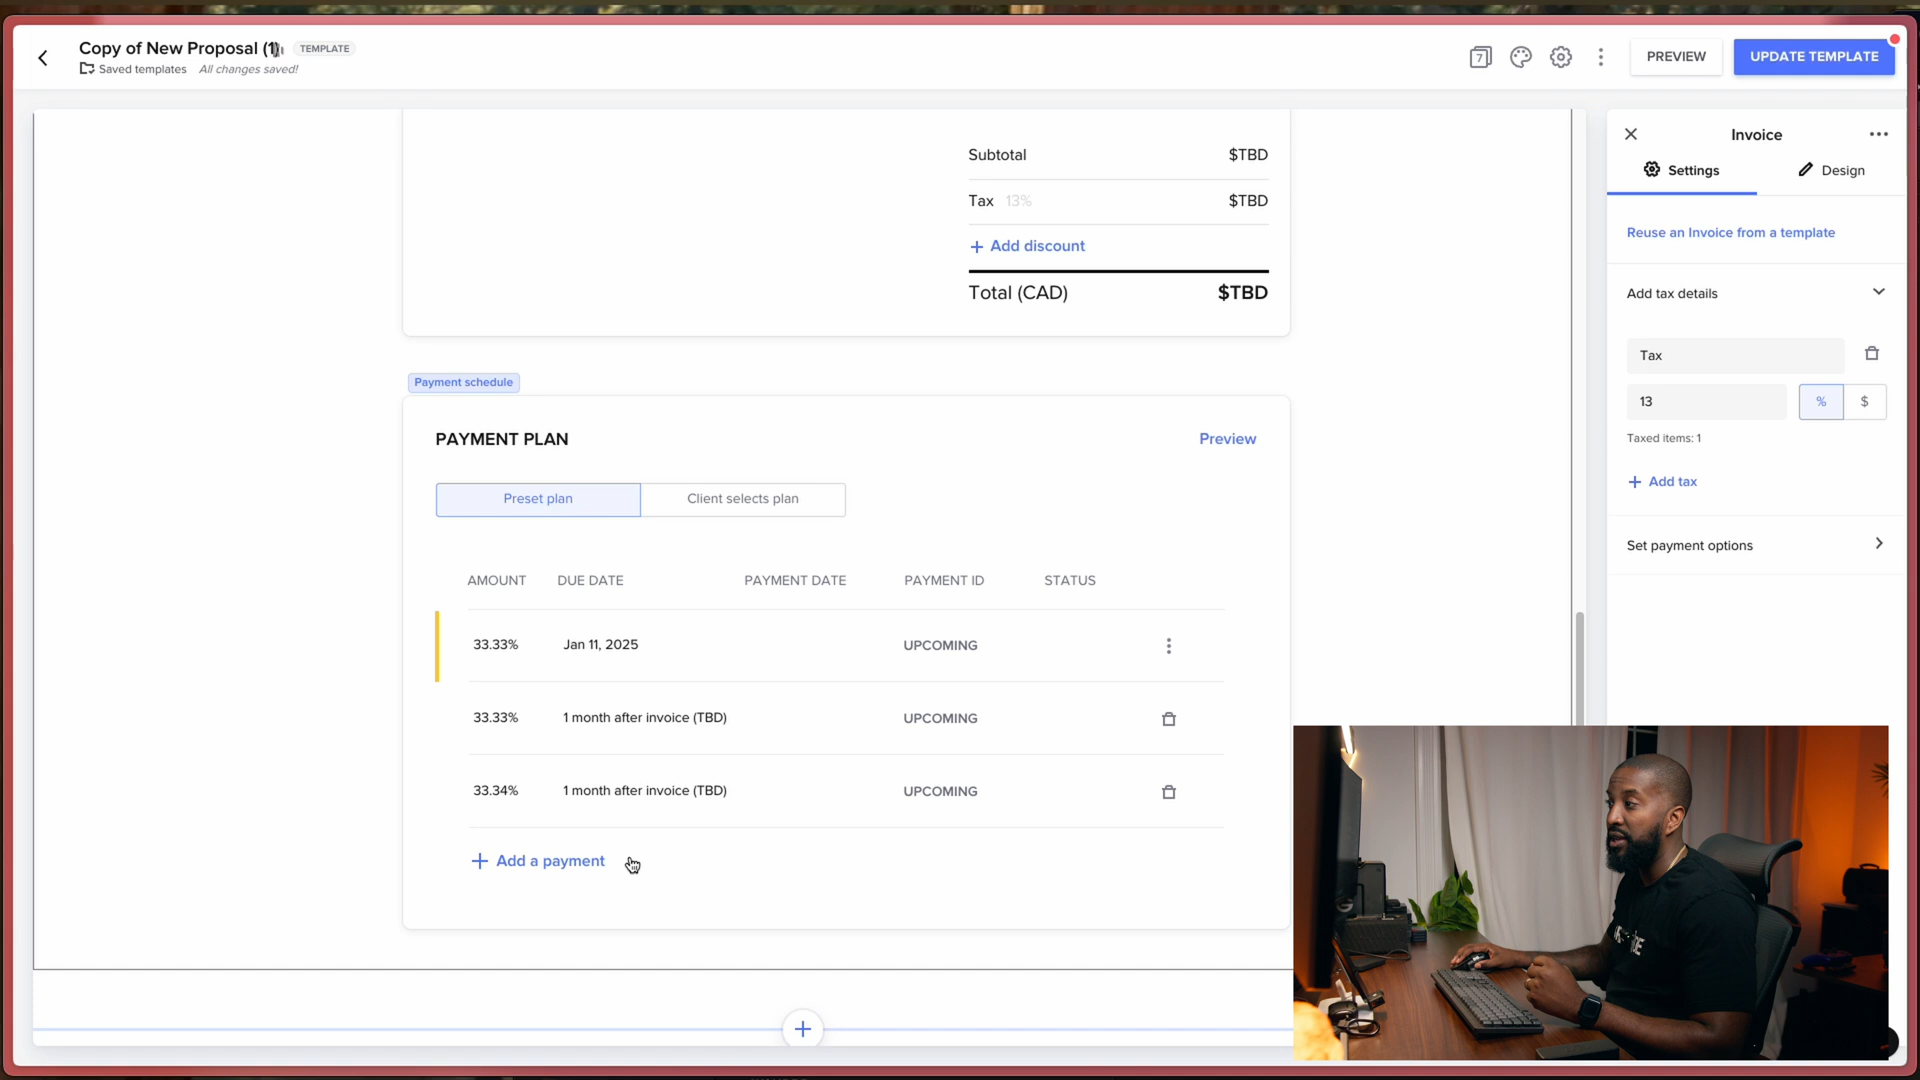 Copy of New Proposal (1) TEMPLATE
Saved templates All changes saved!
7
PREVIEW
UPDATE TEMPLATE
Subtotal $TBD
Tax 13% $TBD
+ Add discount
Total (CAD) $TBD
Payment schedule
PAYMENT PLAN
Preview
Preset plan
Client selects plan
AMOUNT DUE DATE PAYMENT DATE PAYMENT ID STATUS
33.33% Jan 11, 2025 UPCOMING
33.33% 1 month after invoice (TBD) UPCOMING
33.34% 1 month after invoice (TBD) UPCOMING
+ Add a payment
Invoice
Settings
Design
Reuse an Invoice from a template
Add tax details
Tax
13
% $
Taxed items: 1
+ Add tax
Set payment options